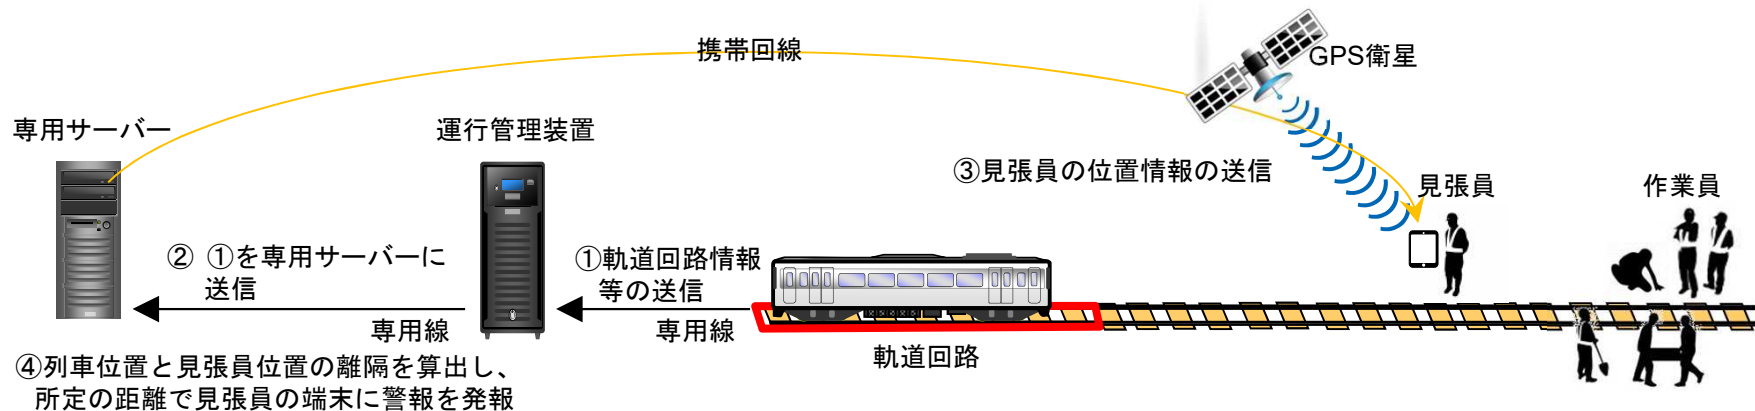 携帯回線
GPS衛星
専用サーバー
運行管理装置
③見張員の位置情報の送信
見張員
作業員
② ①を専用サーバーに
送信
①軌道回路情報
等の送信
専用線
専用線
軌道回路
④列車位置と見張員位置の離隔を算出し、
所定の距離で見張員の端末に警報を発報